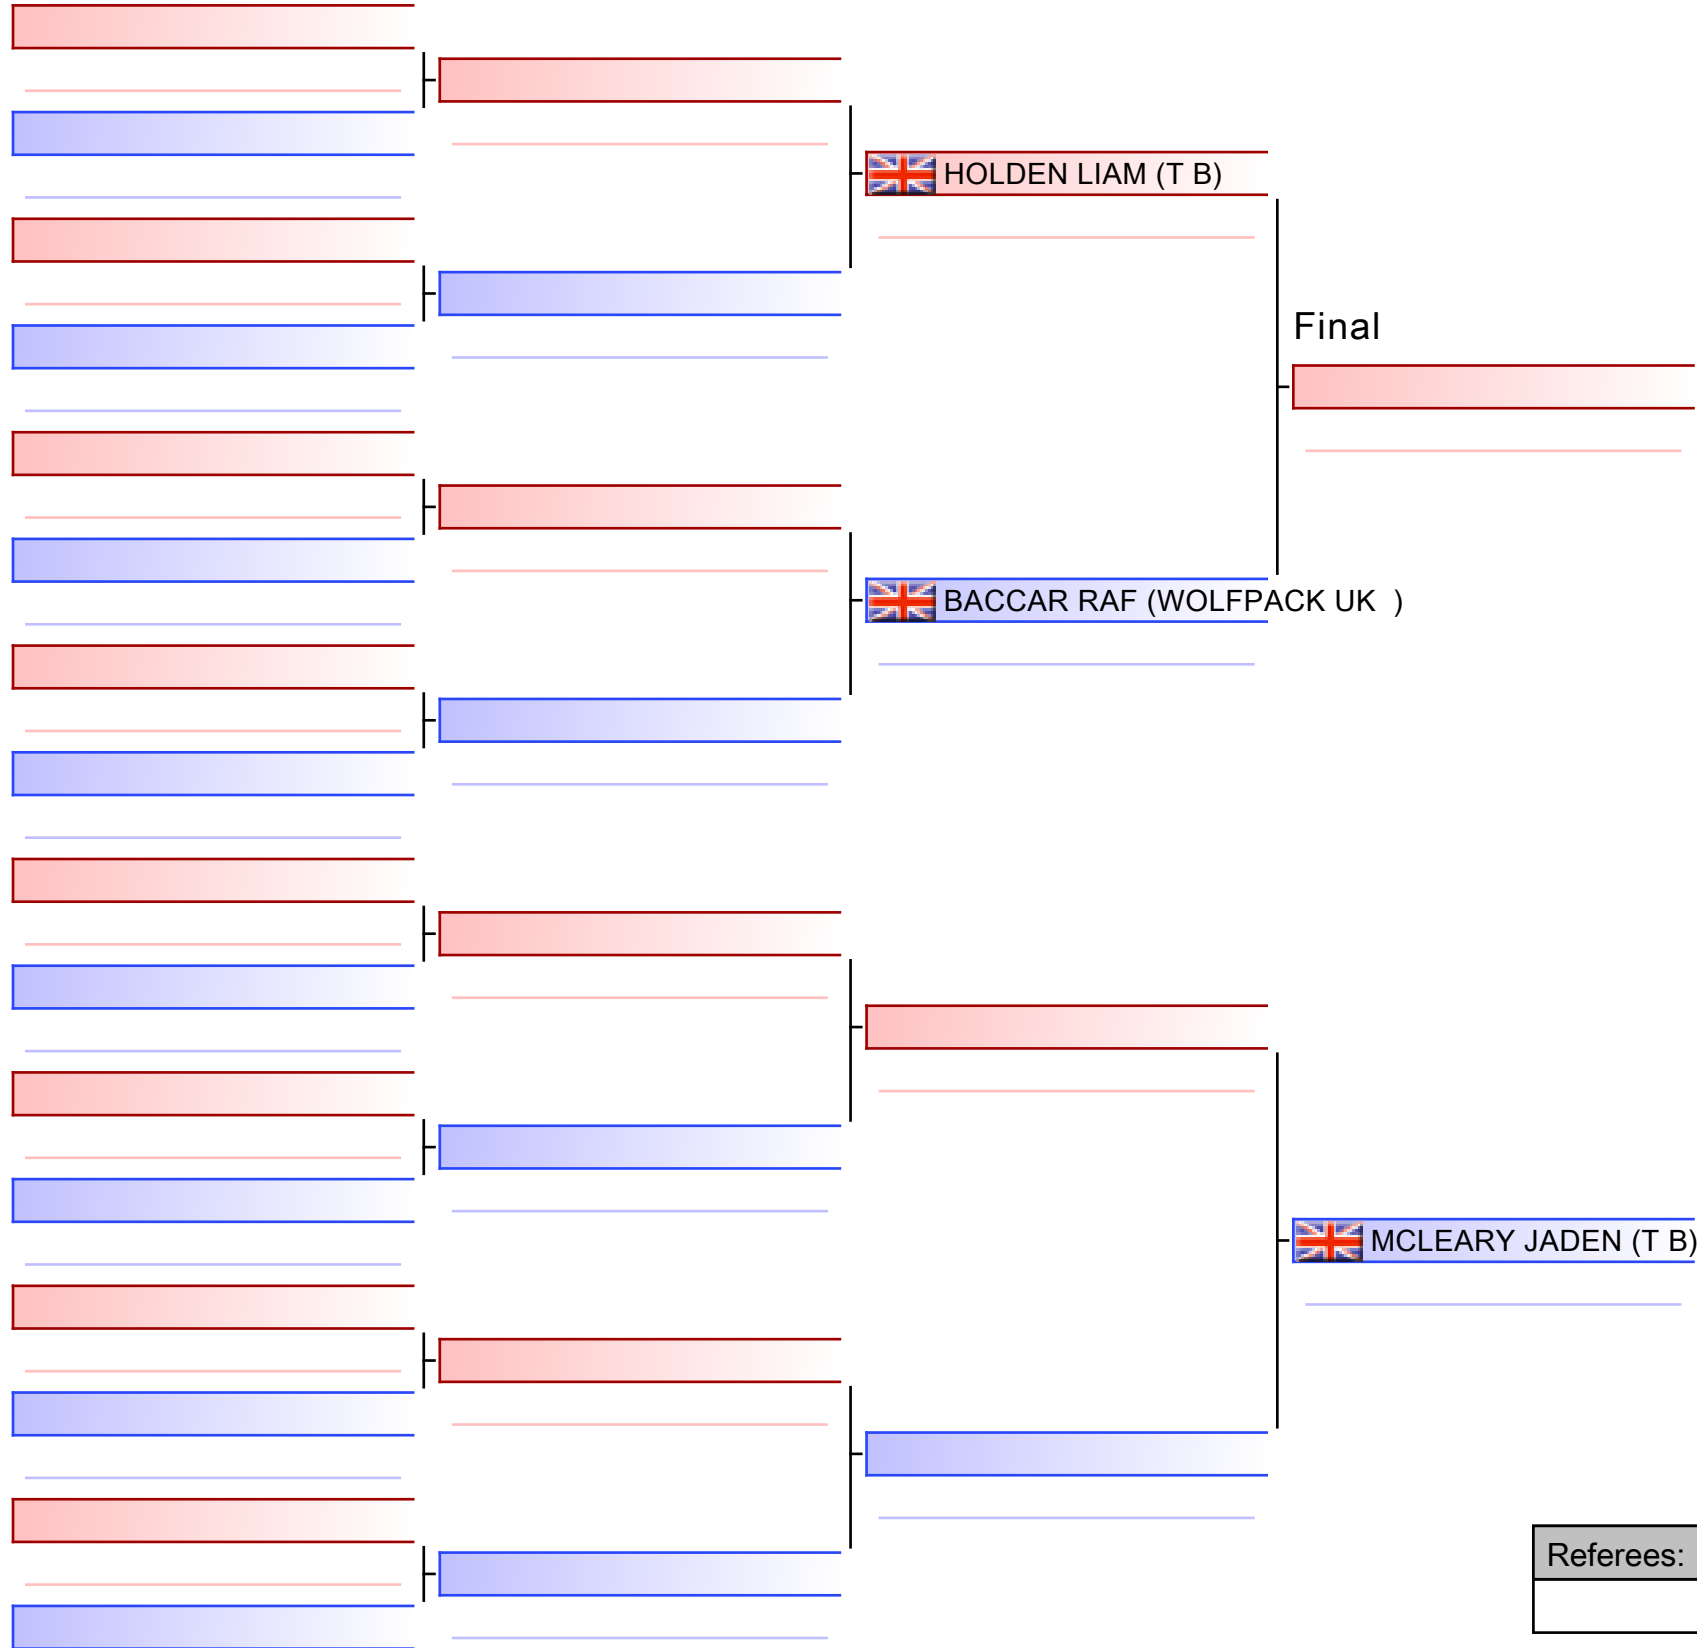 HOLDEN LIAM (T B)
Final
BACCAR RAF (WOLFPACK UK  )
MCLEARY JADEN (T B)
Referees: